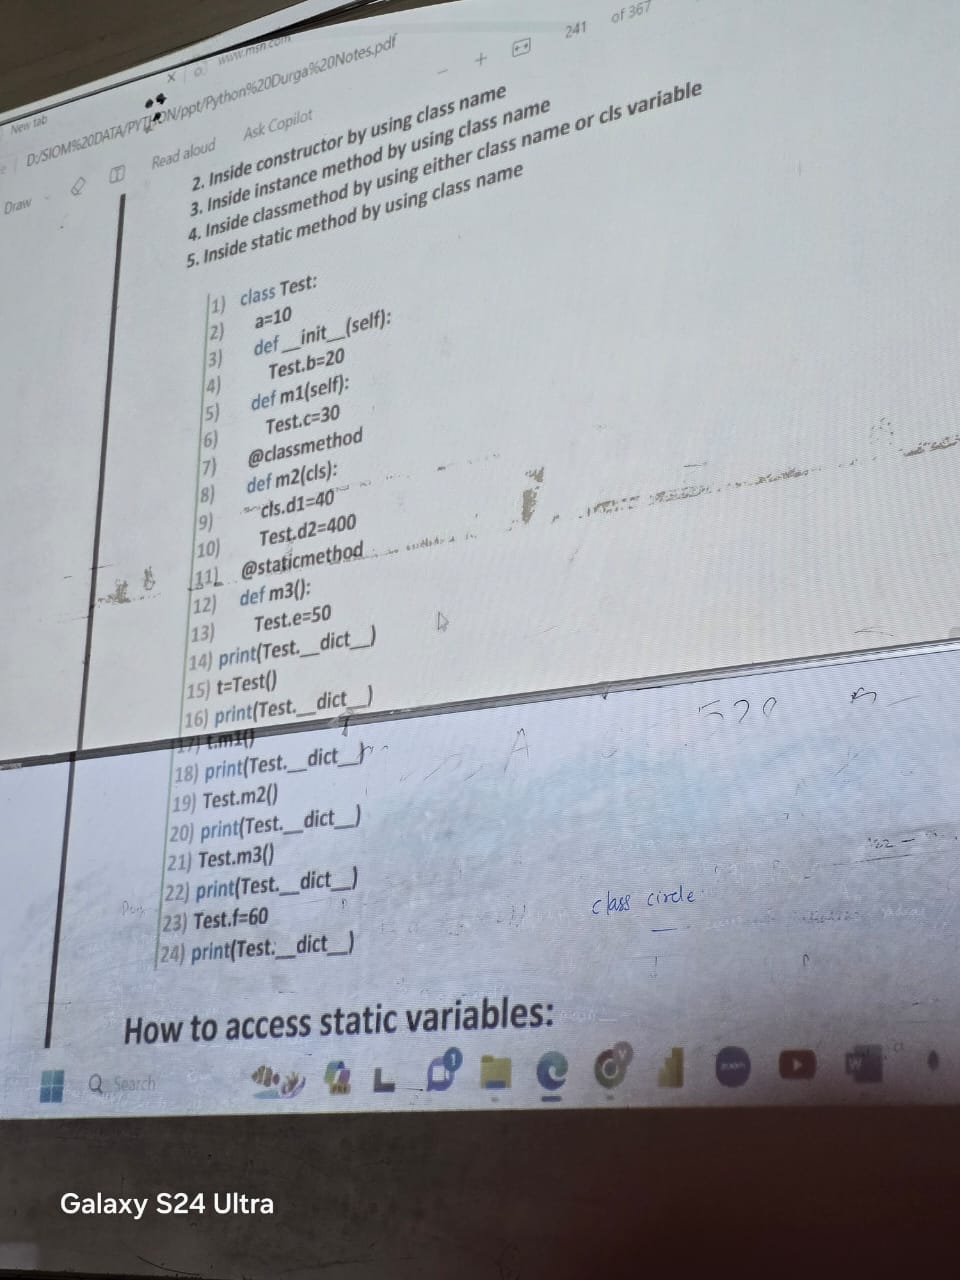 New tab
www.msn.com
D:/SIOM%20DATA/PYTHON/ppt/Python%20Durga%20Notes.pdf
Draw
Read aloud
Ask Copilot
241 of 367
2. Inside constructor by using class name
3. Inside instance method by using class name
4. Inside classmethod by using either class name or cls variable
5. Inside static method by using class name
1) class Test:
2) a=10
3) def __init__(self):
4) Test.b=20
5) def m1(self):
6) Test.c=30
7) @classmethod
8) def m2(cls):
9) cls.d1=40
10) Test.d2=400
11) @staticmethod
12) def m3():
13) Test.e=50
14) print(Test.__dict__)
15) t=Test()
16) print(Test.__dict__)
17) t.m1()
18) print(Test.__dict__)
19) Test.m2()
20) print(Test.__dict__)
21) Test.m3()
22) print(Test.__dict__)
23) Test.f=60
24) print(Test.__dict__)
A
class circle
How to access static variables:
Search
1
zoom
W
Galaxy S24 Ultra